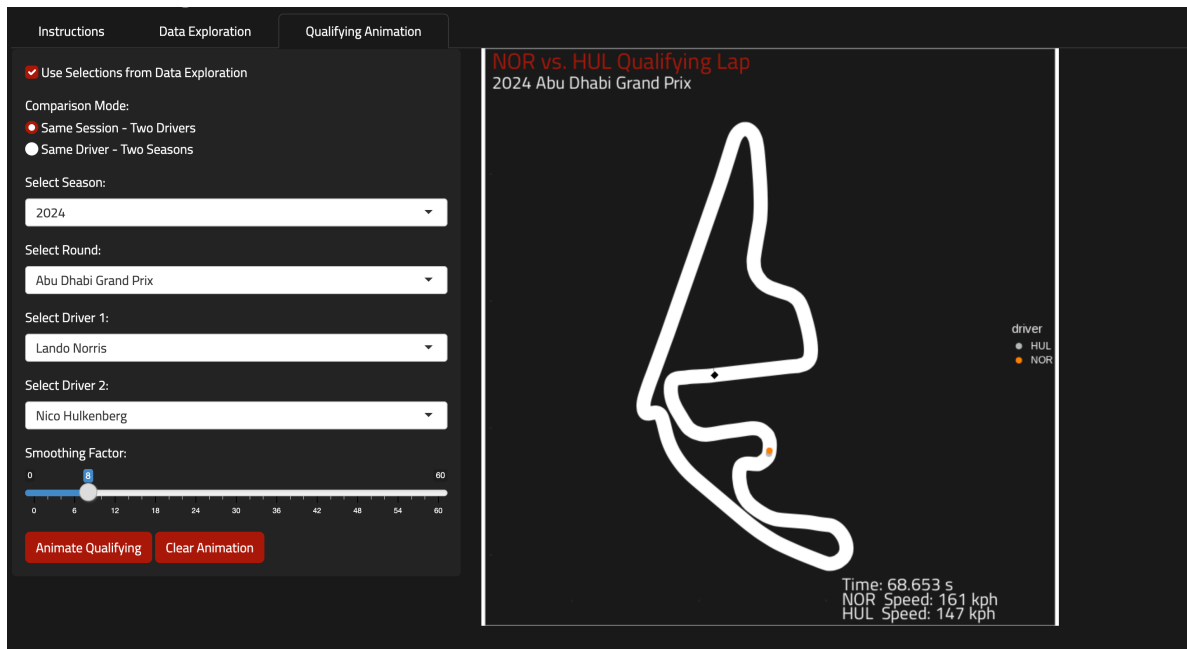 Instructions
Data Exploration
Qualifying Animation
Use Selections from Data Exploration
Comparison Mode:
Same Session - Two Drivers
Same Driver - Two Seasons
Select Season:
2024
Select Round:
Abu Dhabi Grand Prix
Select Driver 1:
Lando Norris
Select Driver 2:
Nico Hulkenberg
Smoothing Factor:
0 8 60
0 6 12 18 24 30 36 42 48 54 60
Animate Qualifying
Clear Animation
NOR vs. HUL Qualifying Lap
2024 Abu Dhabi Grand Prix
driver
HUL
NOR
Time: 68.653 s
NOR Speed: 161 kph
HUL Speed: 147 kph